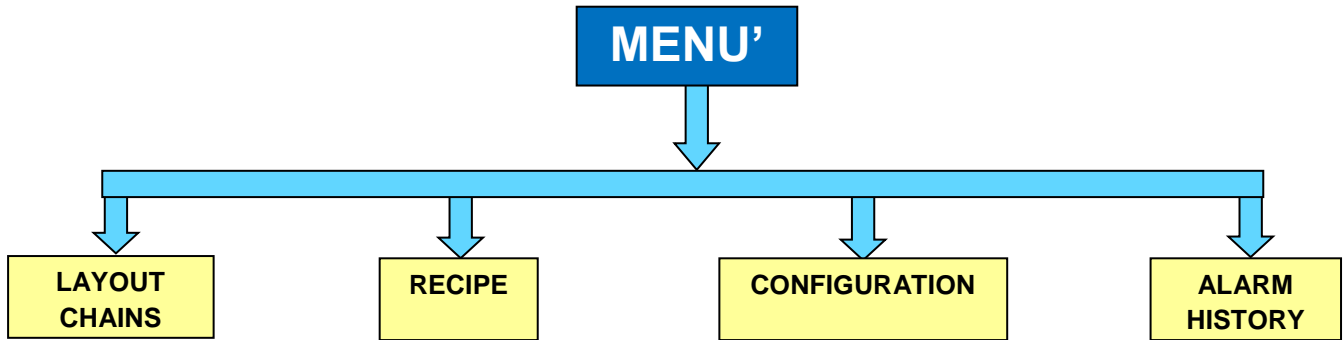 MENU’
LAYOUT
CHAINS
RECIPE
CONFIGURATION
ALARM
HISTORY